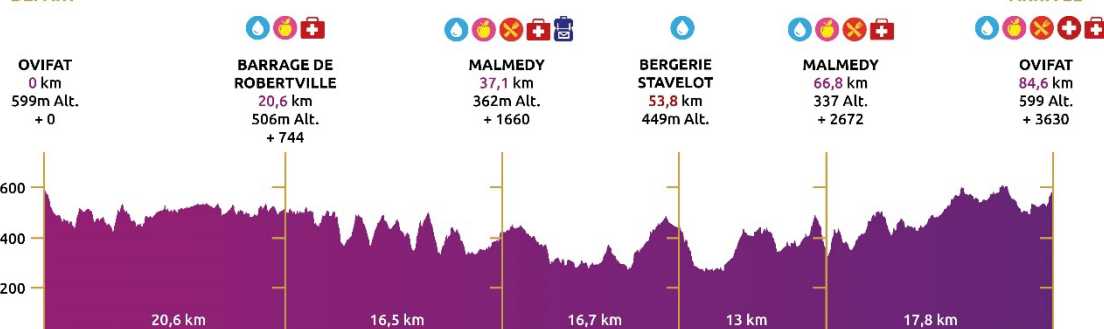 OVIFAT
0 km
599m Alt.
+ 0
BARRAGE DE
ROBERTVILLE
20,6 km
506m Alt.
+ 744
MALMEDY
37,1 km
362m Alt.
+ 1660
BERGERIE
STAVELOT
53,8 km
449m Alt.
MALMEDY
66,8 km
337 Alt.
+ 2672
OVIFAT
84,6 km
599 Alt.
+ 3630
600
400
200
20,6 km
16,5 km
16,7 km
13 km
17,8 km